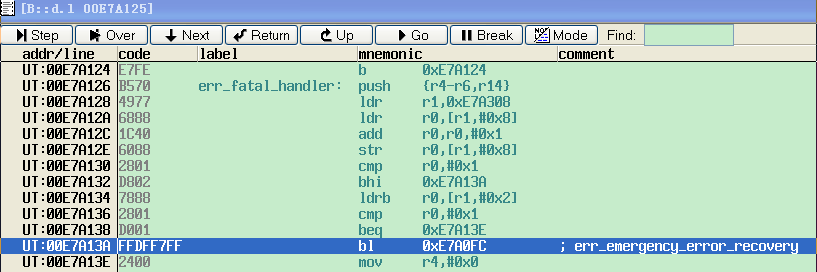 [B::d.l 00E7A125]
Step Over Next Return Up Go Break Mode Find:
addr/line code label mnemonic comment
UT:00E7A124 E7FE b 0xE7A124
UT:00E7A126 B570 err_fatal_handler: push {r4-r6,r14}
UT:00E7A128 4977 ldr r1,0xE7A308
UT:00E7A12A 6888 ldr r0,[r1,#0x8]
UT:00E7A12C 1C40 add r0,r0,#0x1
UT:00E7A12E 6088 str r0,[r1,#0x8]
UT:00E7A130 2801 cmp r0,#0x1
UT:00E7A132 D802 bhi 0xE7A13A
UT:00E7A134 7888 ldrb r0,[r1,#0x2]
UT:00E7A136 2801 cmp r0,#0x1
UT:00E7A138 D001 beq 0xE7A13E
UT:00E7A13A FFDFF7FF bl 0xE7A0FC ; err_emergency_error_recovery
UT:00E7A13E 2400 mov r4,#0x0